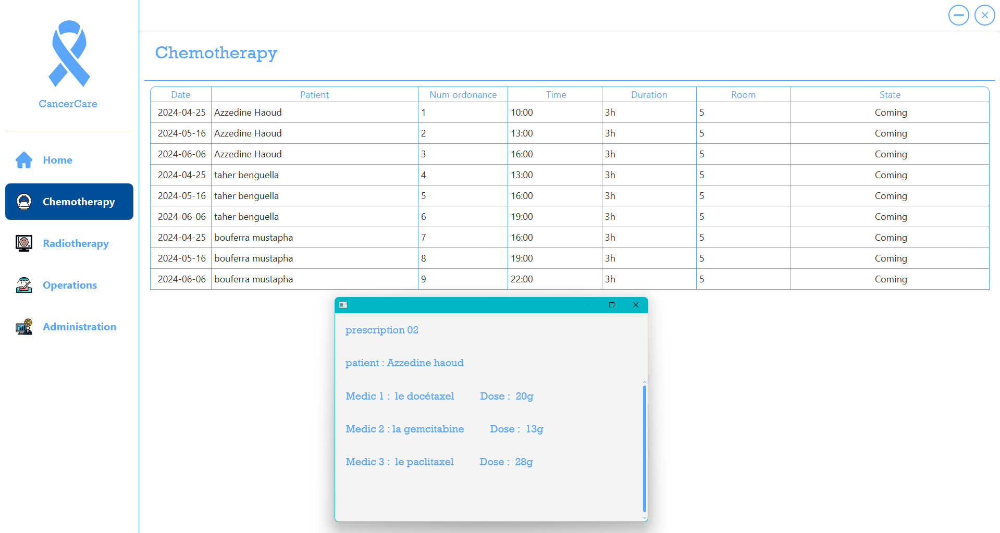 CancerCare
Home
Chemotherapy
Radiotherapy
Operations
Administration
Chemotherapy
Date Patient Num ordonance Time Duration Room State
2024-04-25 Azzedine Haoud 1 10:00 3h 5 Coming
2024-05-16 Azzedine Haoud 2 13:00 3h 5 Coming
2024-06-06 Azzedine Haoud 3 16:00 3h 5 Coming
2024-04-25 taher benguella 4 13:00 3h 5 Coming
2024-05-16 taher benguella 5 16:00 3h 5 Coming
2024-06-06 taher benguella 6 19:00 3h 5 Coming
2024-04-25 bouferra mustapha 7 16:00 3h 5 Coming
2024-05-16 bouferra mustapha 8 19:00 3h 5 Coming
2024-06-06 bouferra mustapha 9 22:00 3h 5 Coming
prescription 02
patient : Azzedine haoud
Medic 1 : le docétaxel Dose : 20g
Medic 2 : la gemcitabine Dose : 13g
Medic 3 : le paclitaxel Dose : 28g